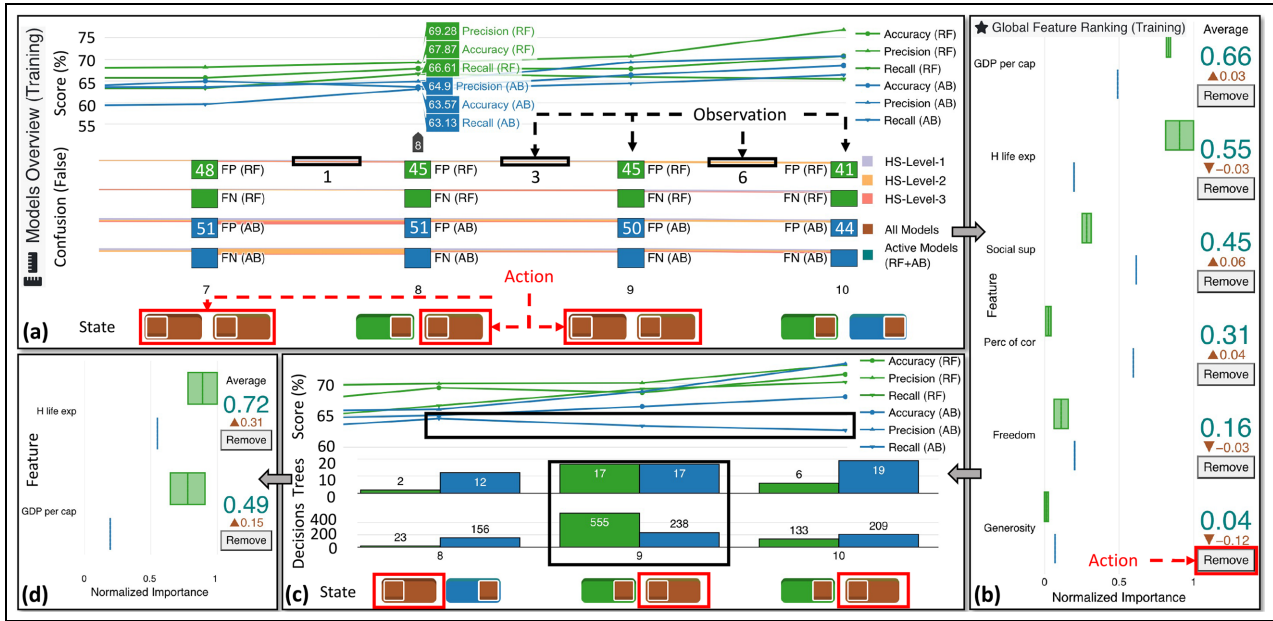 (a)
Models Overview (Training)
Score (%)
75
70
65
60
55
69.28 Precision (RF)
67.87 Accuracy (RF)
66.61 Recall (RF)
64.9 Precision (AB)
63.57 Accuracy (AB)
63.13 Recall (AB)
8
Accuracy (RF)
Precision (RF)
Recall (RF)
Accuracy (AB)
Precision (AB)
Recall (AB)
Observation
Confusion (False)
48 FP (RF) 1 45 FP (RF) 3 45 FP (RF) 6 FP (RF) 41
FN (RF) FN (RF) FN (RF) FN (RF)
51 FP (AB) 51 FP (AB) 50 FP (AB) FP (AB) 44
FN (AB) FN (AB) FN (AB) FN (AB)
HS-Level-1
HS-Level-2
HS-Level-3
All Models
Active Models
(RF+AB)
Action
7 8 9 10
State
(b)
★ Global Feature Ranking (Training)
Average
Feature
GDP per cap
0.66
▲0.03
Remove
H life exp
0.55
▼−0.03
Remove
Social sup
0.45
▲0.06
Remove
Perc of cor
0.31
▲0.04
Remove
Freedom
0.16
▼−0.03
Remove
Generosity
0.04
▼−0.12
Action
Remove
0 0.5 1
Normalized Importance
(c)
Score (%)
70
65
60
Accuracy (RF)
Precision (RF)
Recall (RF)
Accuracy (AB)
Precision (AB)
Recall (AB)
Decisions Trees
20
10
0
2 12 17 17 6 19
400
200
0
23 156 555 238 133 209
8 9 10
State
(d)
Average
Feature
H life exp
0.72
▲0.31
Remove
GDP per cap
0.49
▲0.15
Remove
0 0.5 1
Normalized Importance